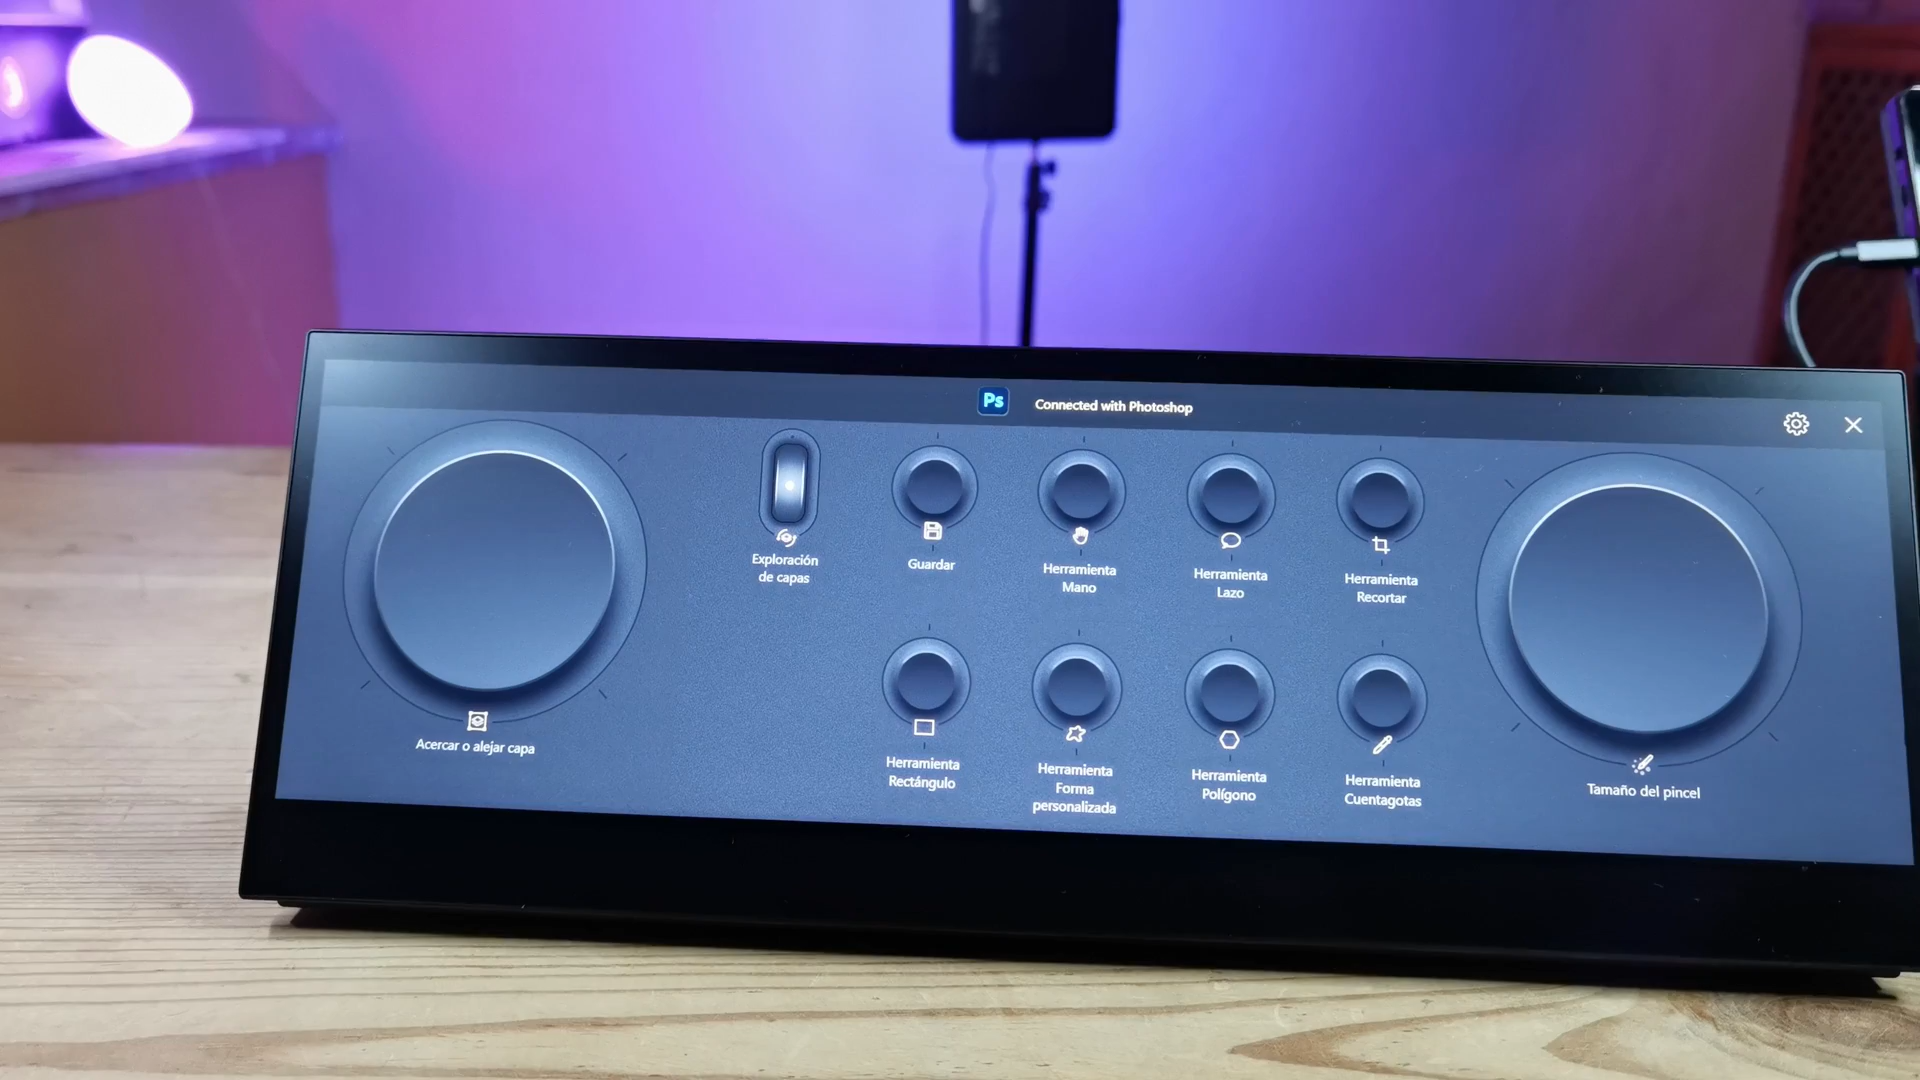 Ps Connected with Photoshop
Exploración
de capas
Guardar
Herramienta
Mano
Herramienta
Lazo
Herramienta
Recortar
Acercar o alejar capa
Herramienta
Rectángulo
Herramienta
Forma
personalizada
Herramienta
Polígono
Herramienta
Cuentagotas
Tamaño del pincel